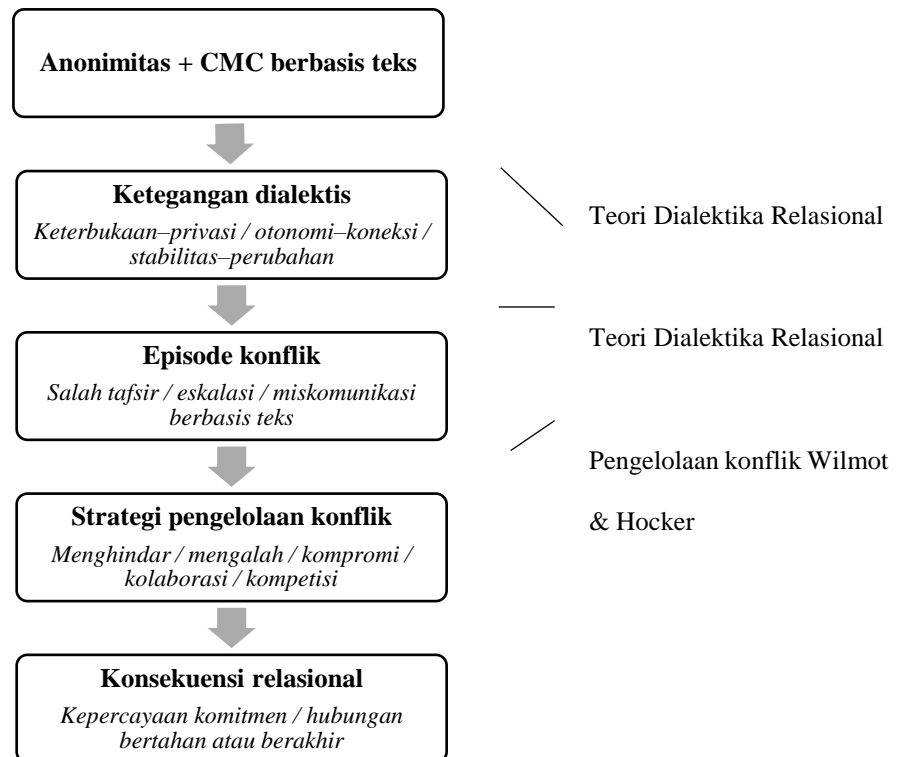 Anonimitas + CMC berbasis teks
Ketegangan dialektis
Keterbukaan–privasi / otonomi–koneksi /
stabilitas–perubahan
Teori Dialektika Relasional
Episode konflik
Salah tafsir / eskalasi / miskomunikasi
berbasis teks
Teori Dialektika Relasional
Strategi pengelolaan konflik
Menghindar / mengalah / kompromi /
kolaborasi / kompetisi
Pengelolaan konflik Wilmot
& Hocker
Konsekuensi relasional
Kepercayaan komitmen / hubungan
bertahan atau berakhir